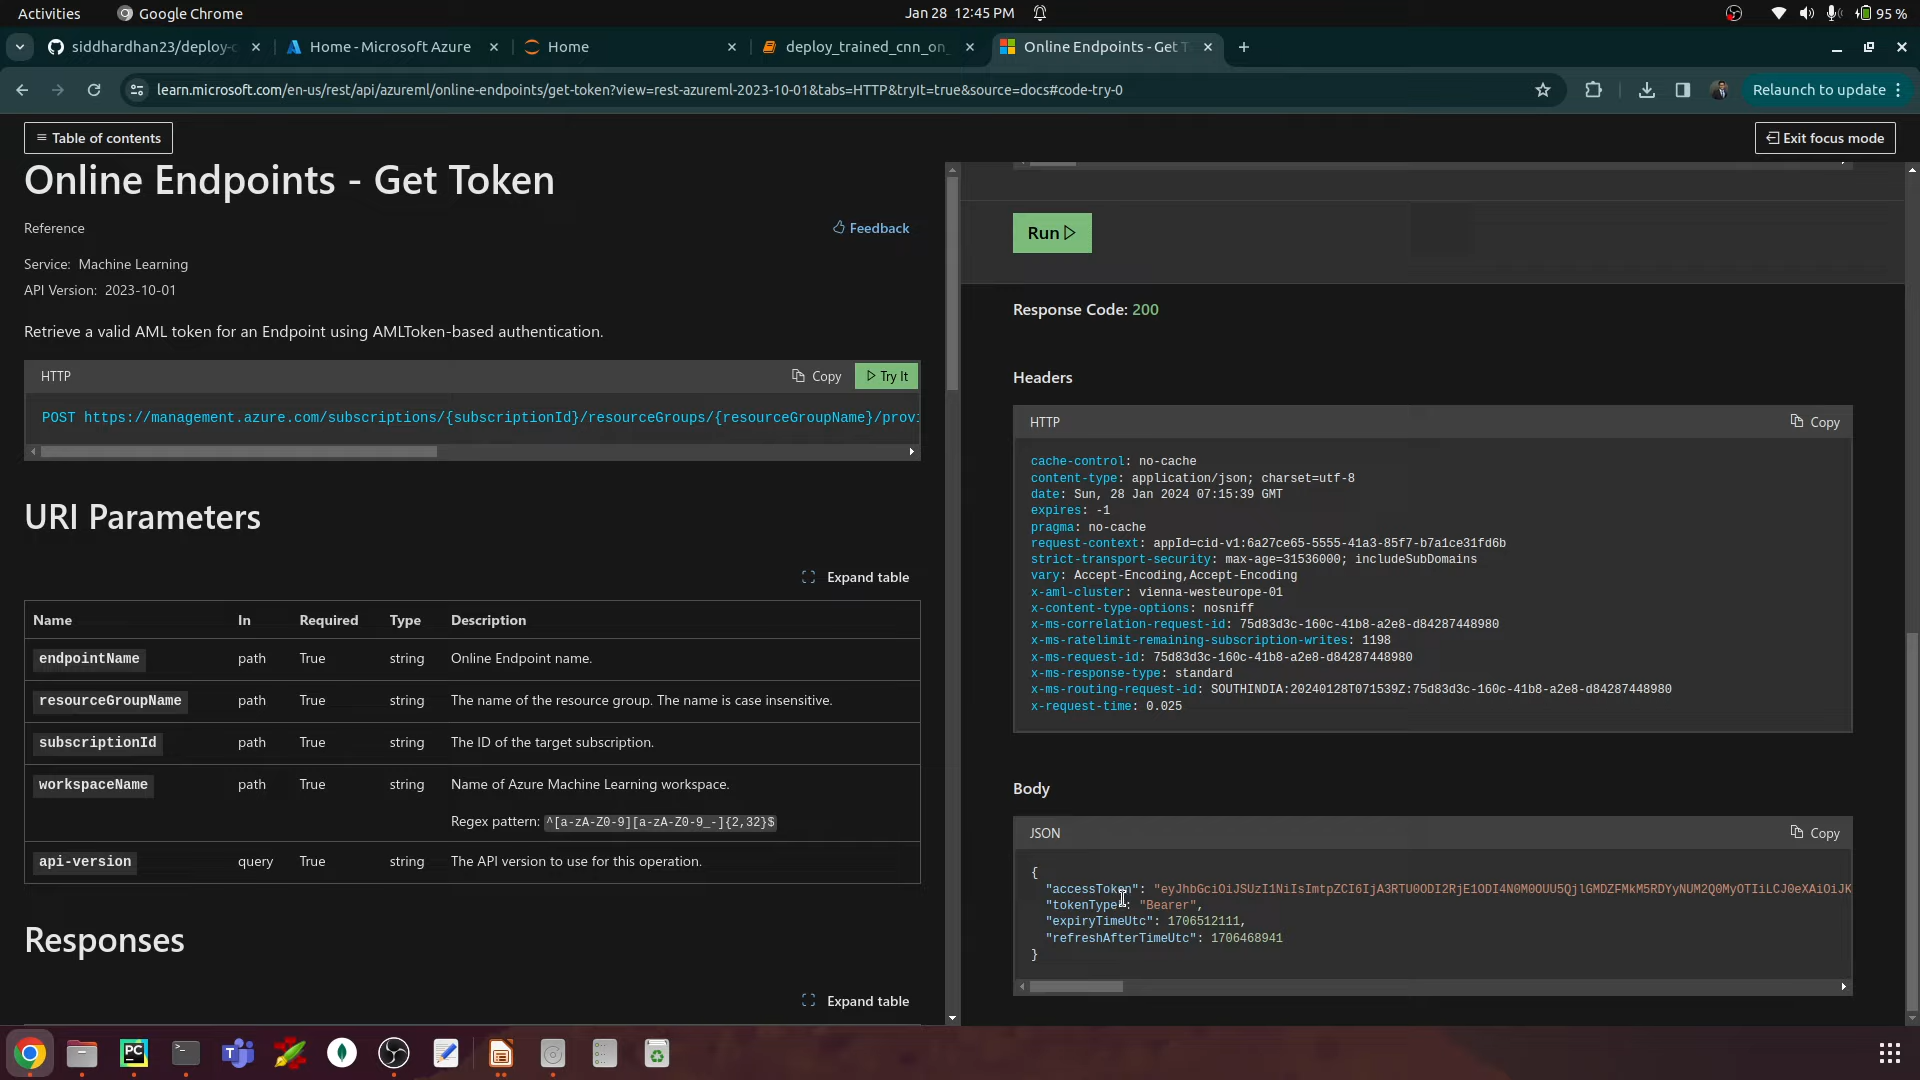 Activities Google Chrome Jan 28 12:45 PM 95 %
siddhardhan23/deploy-c Home - Microsoft Azure Home deploy_trained_cnn_on_ Online Endpoints - Get T
learn.microsoft.com/en-us/rest/api/azureml/online-endpoints/get-token?view=rest-azureml-2023-10-01&tabs=HTTP&tryIt=true&source=docs#code-try-0 Relaunch to update
Table of contents Exit focus mode
Online Endpoints - Get Token
Reference Feedback
Service: Machine Learning
API Version: 2023-10-01
Retrieve a valid AML token for an Endpoint using AMLToken-based authentication.
HTTP Copy Try It
POST https://management.azure.com/subscriptions/{subscriptionId}/resourceGroups/{resourceGroupName}/provi
URI Parameters
Expand table
Name In Required Type Description
endpointName path True string Online Endpoint name.
resourceGroupName path True string The name of the resource group. The name is case insensitive.
subscriptionId path True string The ID of the target subscription.
workspaceName path True string Name of Azure Machine Learning workspace.
Regex pattern: ^[a-zA-Z0-9][a-zA-Z0-9_-]{2,32}$
api-version query True string The API version to use for this operation.
Responses
Expand table
Run
Response Code: 200
Headers
HTTP Copy
cache-control: no-cache
content-type: application/json; charset=utf-8
date: Sun, 28 Jan 2024 07:15:39 GMT
expires: -1
pragma: no-cache
request-context: appId=cid-v1:6a27ce65-5555-41a3-85f7-b7a1ce31fd6b
strict-transport-security: max-age=31536000; includeSubDomains
vary: Accept-Encoding,Accept-Encoding
x-aml-cluster: vienna-westeurope-01
x-content-type-options: nosniff
x-ms-correlation-request-id: 75d83d3c-160c-41b8-a2e8-d84287448980
x-ms-ratelimit-remaining-subscription-writes: 1198
x-ms-request-id: 75d83d3c-160c-41b8-a2e8-d84287448980
x-ms-response-type: standard
x-ms-routing-request-id: SOUTHINDIA:20240128T071539Z:75d83d3c-160c-41b8-a2e8-d84287448980
x-request-time: 0.025
Body
JSON Copy
{
"accessToken":
"tokenType": "Bearer",
"expiryTimeUtc": 1706512111,
"refreshAfterTimeUtc": 1706468941
}